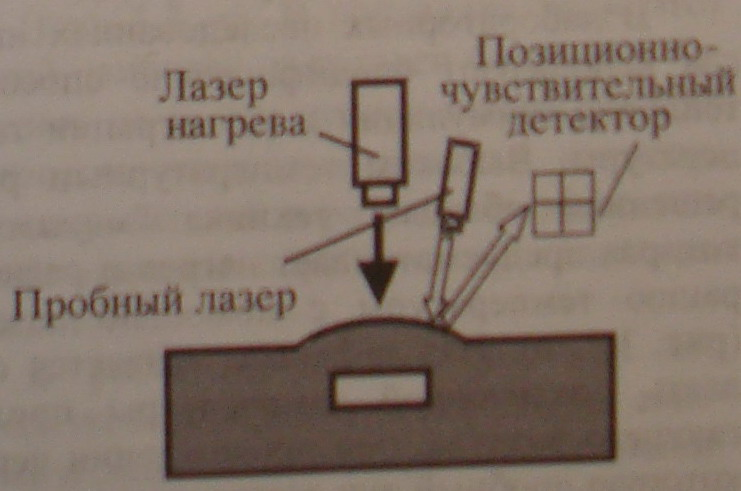 Лазер
нагрева
Позиционно-
чувствительный
детектор
Пробный лазер